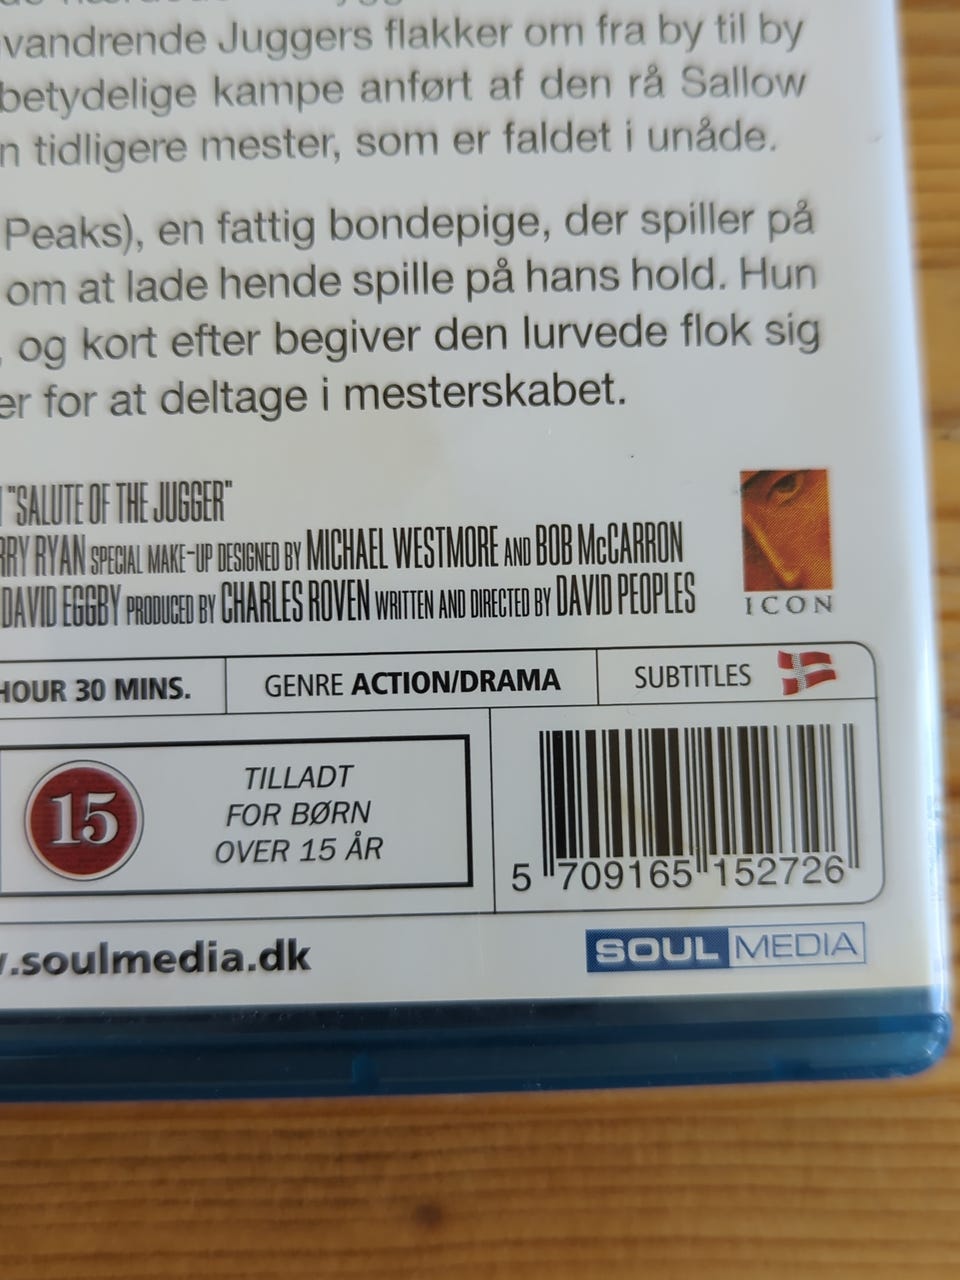 vandrende Juggers flakker om fra by til by
betydelige kampe anført af den rå Sallow
n tidligere mester, som er faldet i unåde.
Peaks), en fattig bondepige, der spiller på
om at lade hende spille på hans hold. Hun
, og kort efter begiver den lurvede flok sig
er for at deltage i mesterskabet.
"SALUTE OF THE JUGGER"
RRY RYAN SPECIAL MAKE-UP DESIGNED BY MICHAEL WESTMORE AND BOB McCARRON
DAVID EGGBY PRODUCED BY CHARLES ROVEN WRITTEN AND DIRECTED BY DAVID PEOPLES
ICON
HOUR 30 MINS.
GENRE ACTION/DRAMA
SUBTITLES
15
TILLADT
FOR BØRN
OVER 15 ÅR
5 709165 152726
.soulmedia.dk
SOUL MEDIA